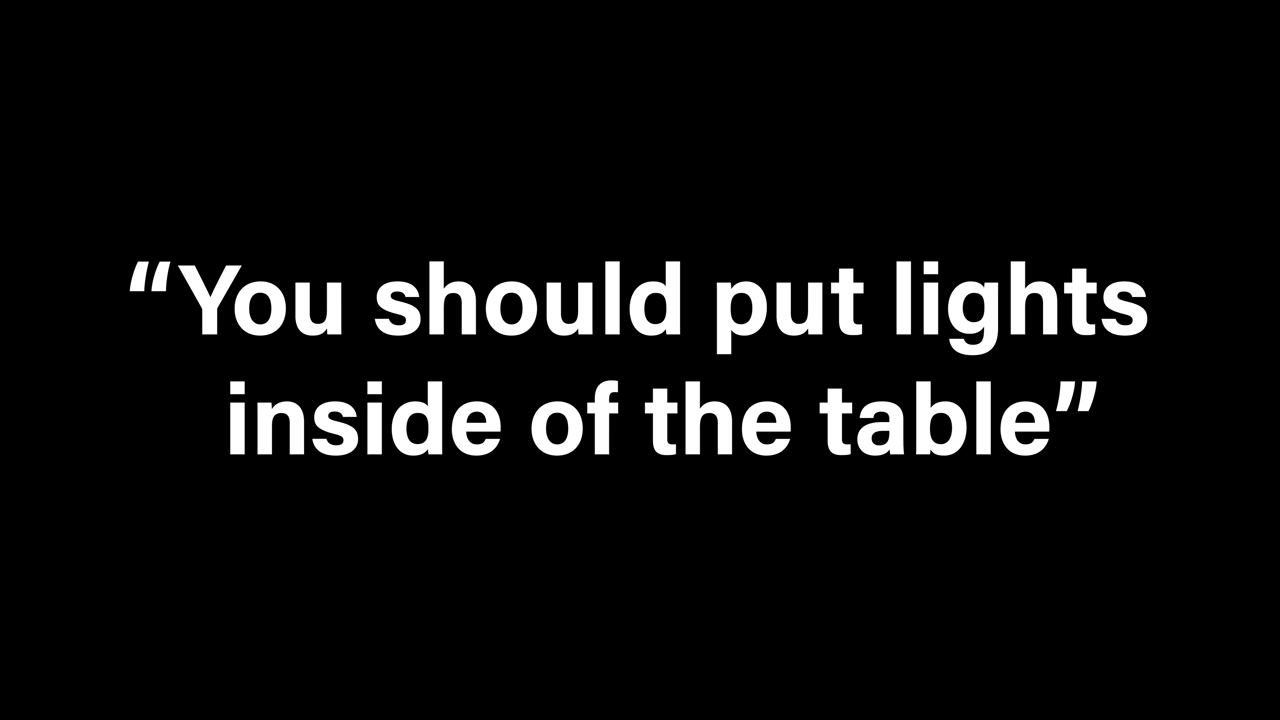 “You should put lights
inside of the table”